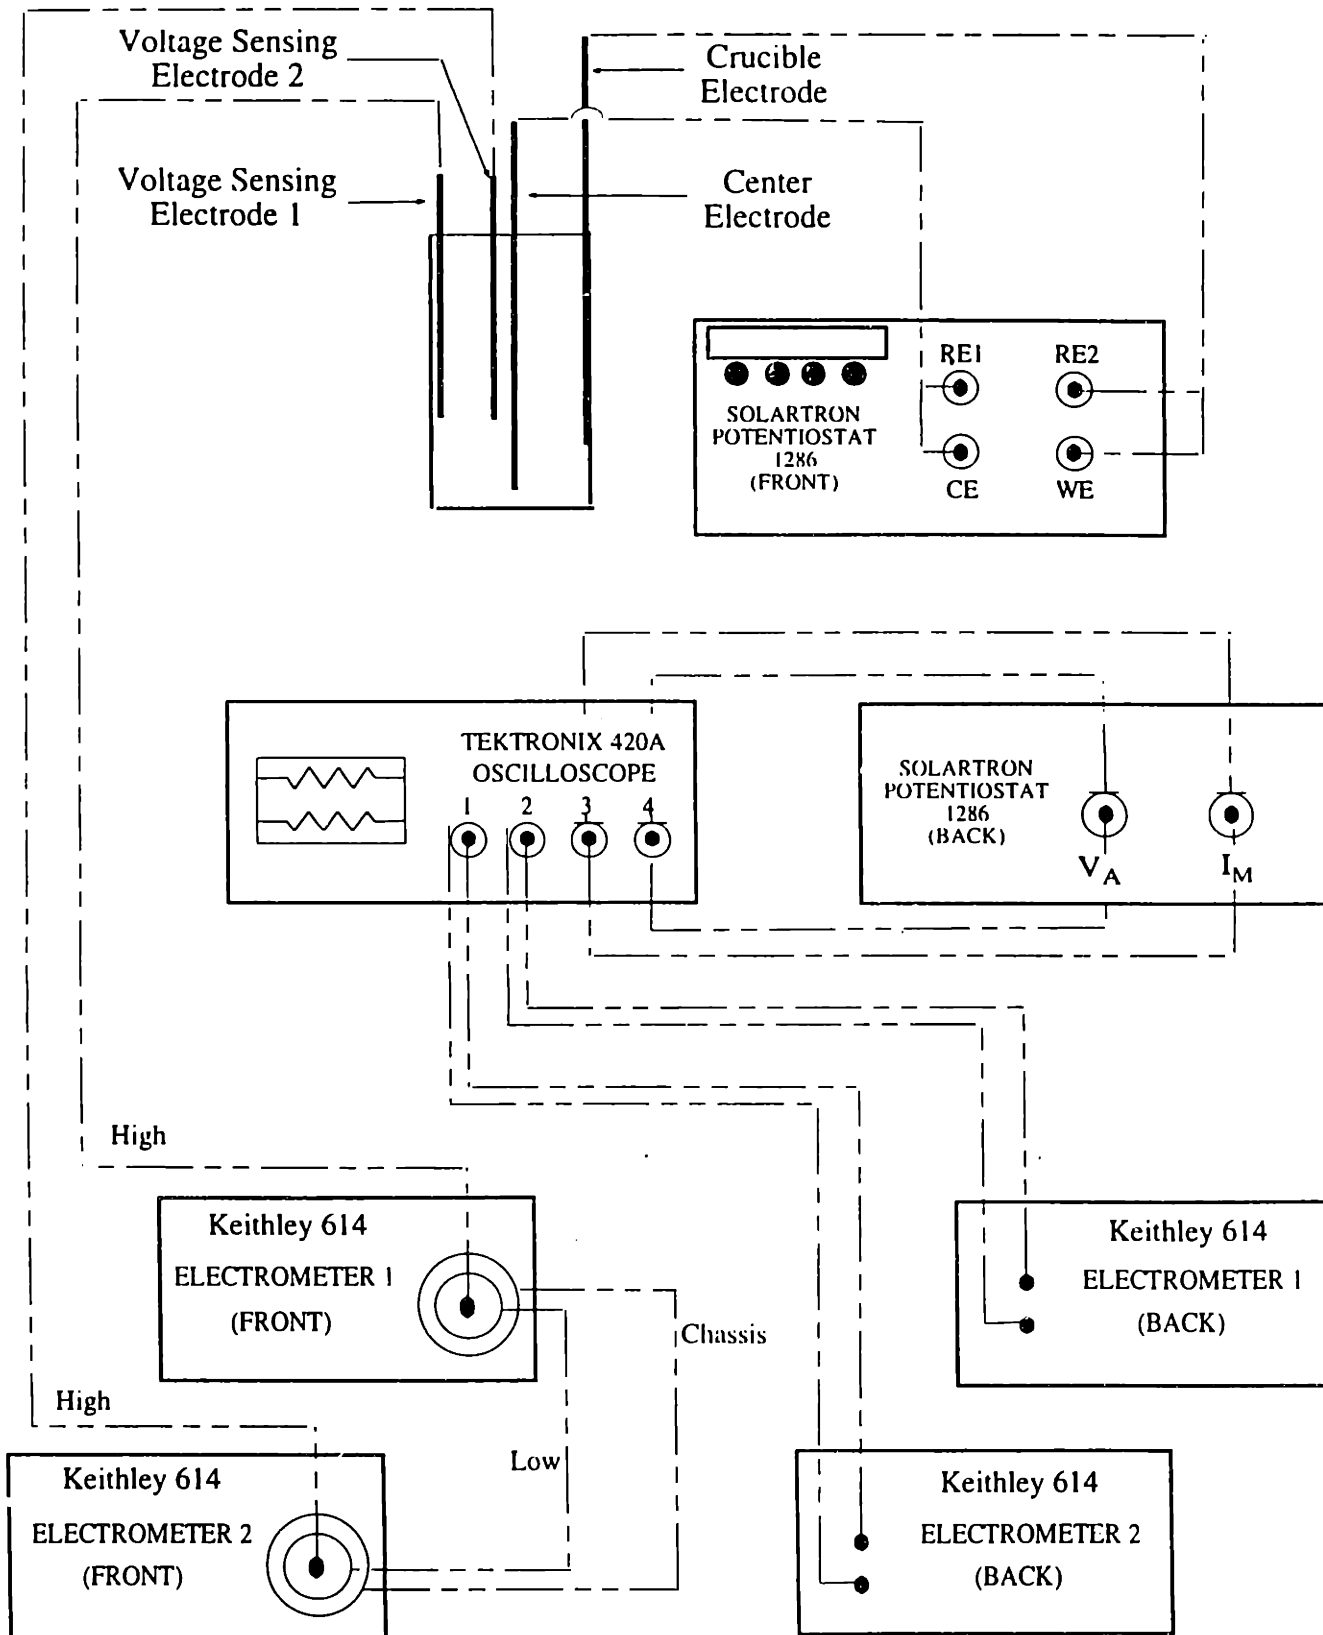 Voltage Sensing
Electrode 2
Crucible
Electrode
Voltage Sensing
Electrode 1
Center
Electrode
RE1
RE2
SOLARTRON
POTENTIOSTAT
1286
(FRONT)
CE
WE
TEKTRONIX 420A
OSCILLOSCOPE
1 2 3 4
SOLARTRON
POTENTIOSTAT
1286
(BACK)
VA
IM
High
Keithley 614
ELECTROMETER 1
(FRONT)
Chassis
Keithley 614
ELECTROMETER 1
(BACK)
High
Low
Keithley 614
ELECTROMETER 2
(FRONT)
Keithley 614
ELECTROMETER 2
(BACK)